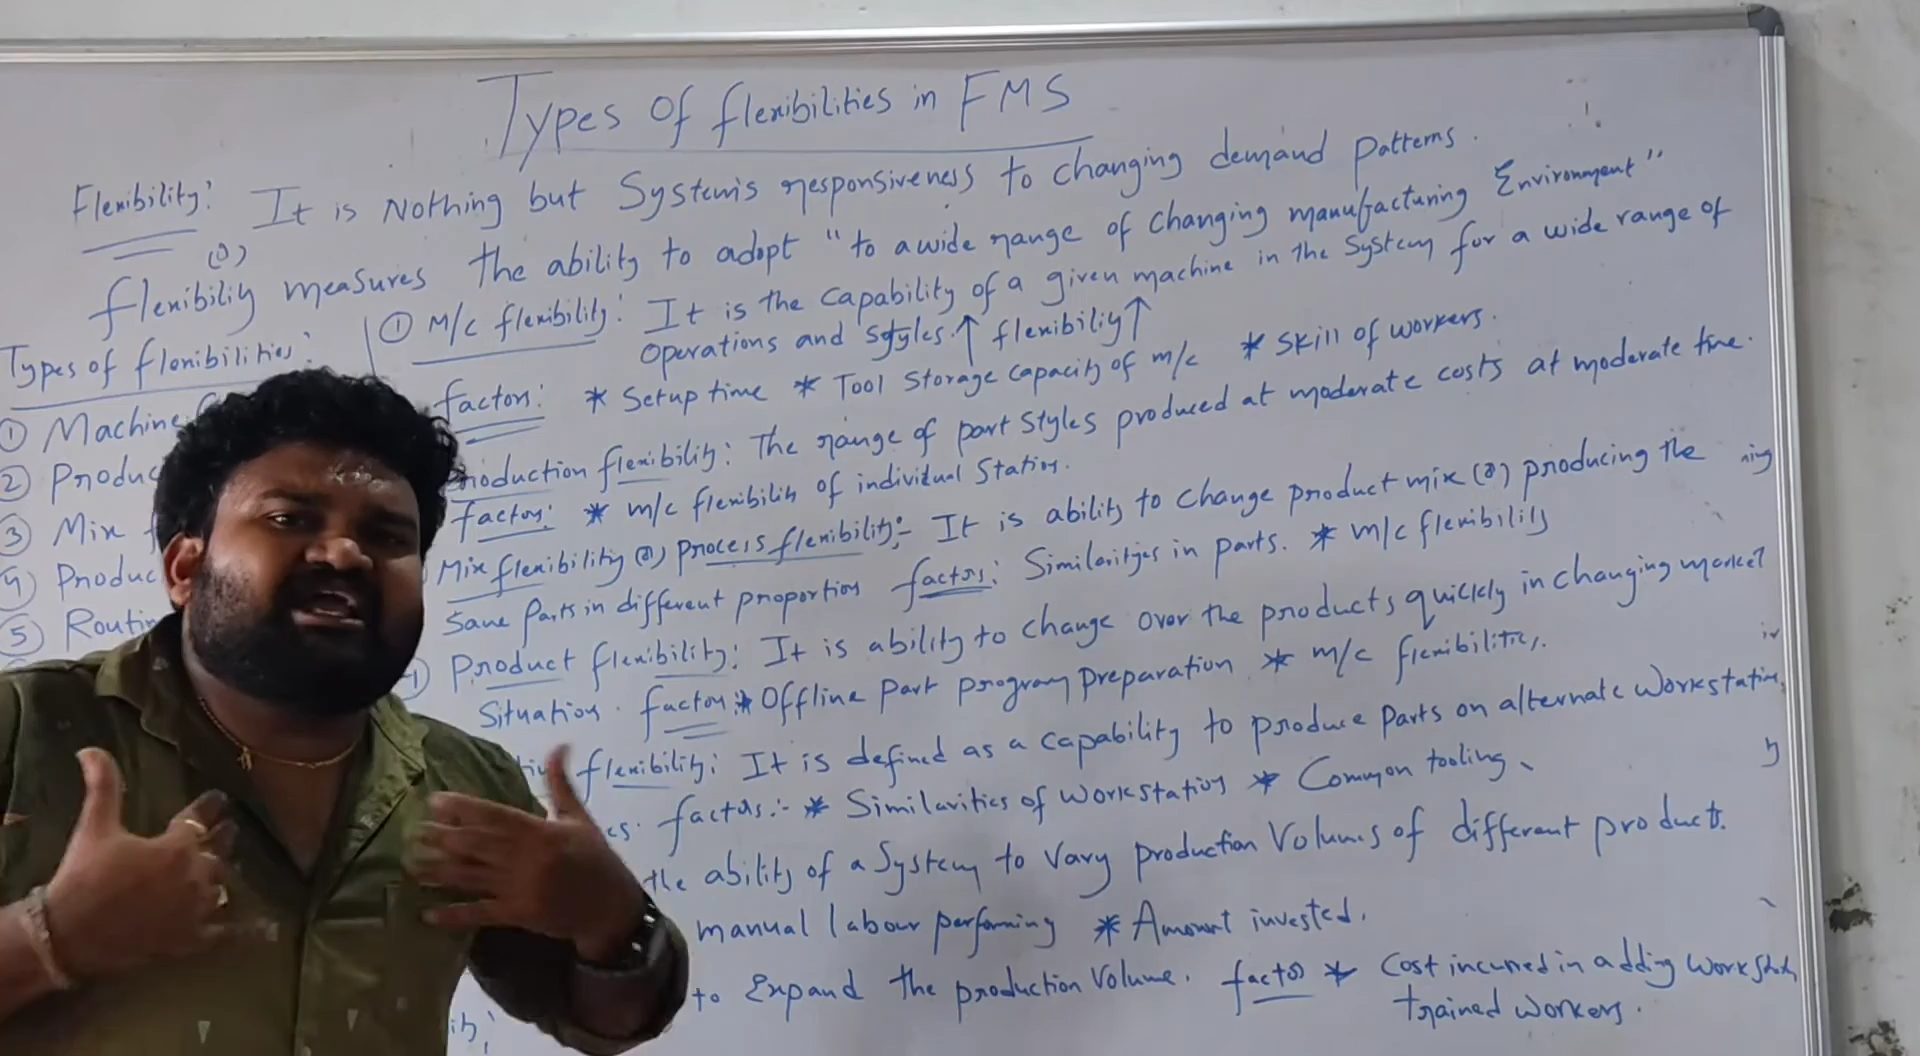 Types of flexibilities in FMS
Flexibility: It is Nothing but System's responsiveness to changing demand patterns.
(or)
flexibiliy measures the ability to adopt "to a wide range of changing manufacturing Environment"
Types of flexibilities:
① Machine
② Produc
③ Mix f
④ Produc
⑤ Routin
① M/c flexibility: It is the capability of a given machine in the system for a wide range of
operations and styles. ↑ flexibiliy ↑
factors: * Setup time * Tool storage capacity of m/c * skill of workers.
Production flexibility: The range of part styles produced at moderate costs at moderate time.
factors: * m/c flexibility of individual station.
Mix flexibility (or) process flexibility:- It is ability to change product mix (or) producing the
same parts in different proportion factors: Similarities in parts. * m/c flexibility
Product flexibility: It is ability to change over the products quickly in changing market
situation. factor: * Offline part program preparation * m/c flexibilities.
flexibility: It is defined as a capability to produce parts on alternate workstation
factors:- * Similarities of workstations * Common tooling
the ability of a system to vary production volumes of different products.
manual labour performing * Amount invested.
to Expand the production volume. factor * cost incurred in adding
trained workers.